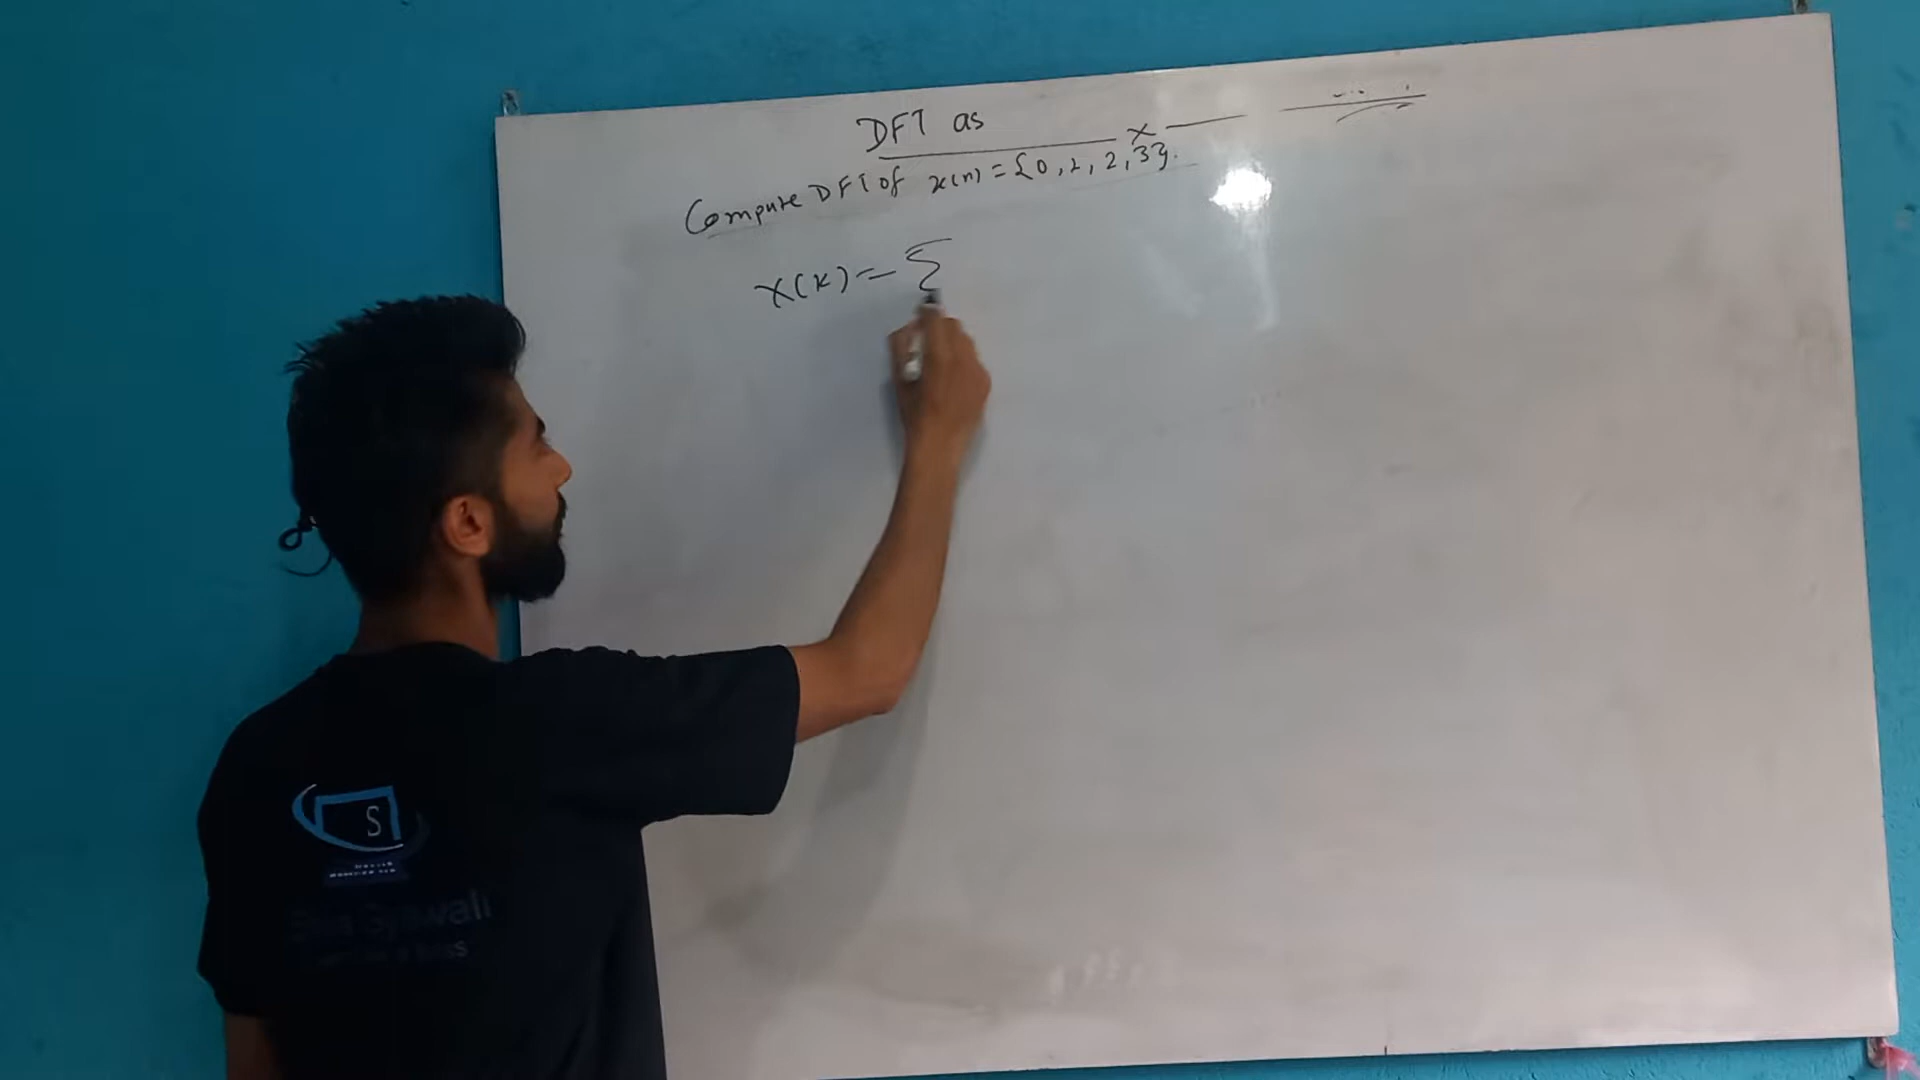 DFT as
x
Compute DFT of x(n) = {0, 1, 2, 3}.
X(K) = Σ
S